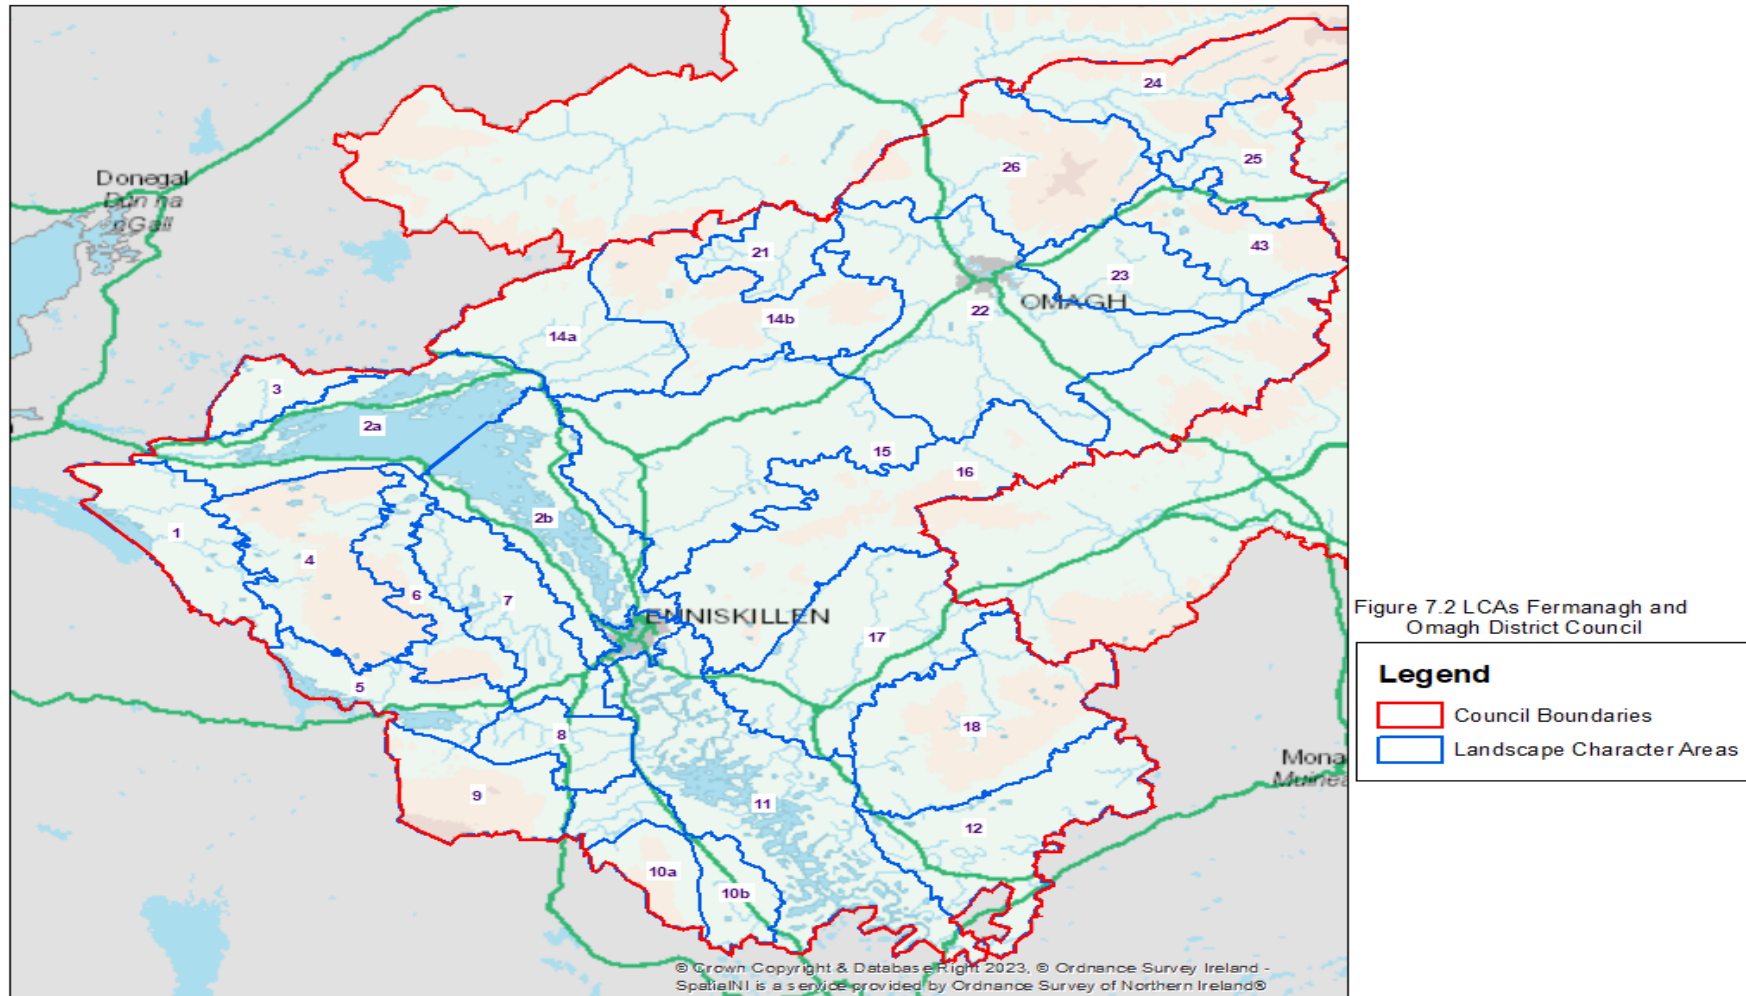 24
26
25
Donegal
Dún na
nGall
21
43
23
OMAGH
22
14b
14a
3
2a
15
16
1
2b
4
6
7
ENNISKILLEN
17
5
8
18
9
11
12
10a
10b
Mona
Muinea
© Crown Copyright & Database Right 2023, © Ordnance Survey Ireland -
SpatialNI is a service provided by Ordnance Survey of Northern Ireland®
Figure 7.2 LCAs Fermanagh and
Omagh District Council
Legend
Council Boundaries
Landscape Character Areas